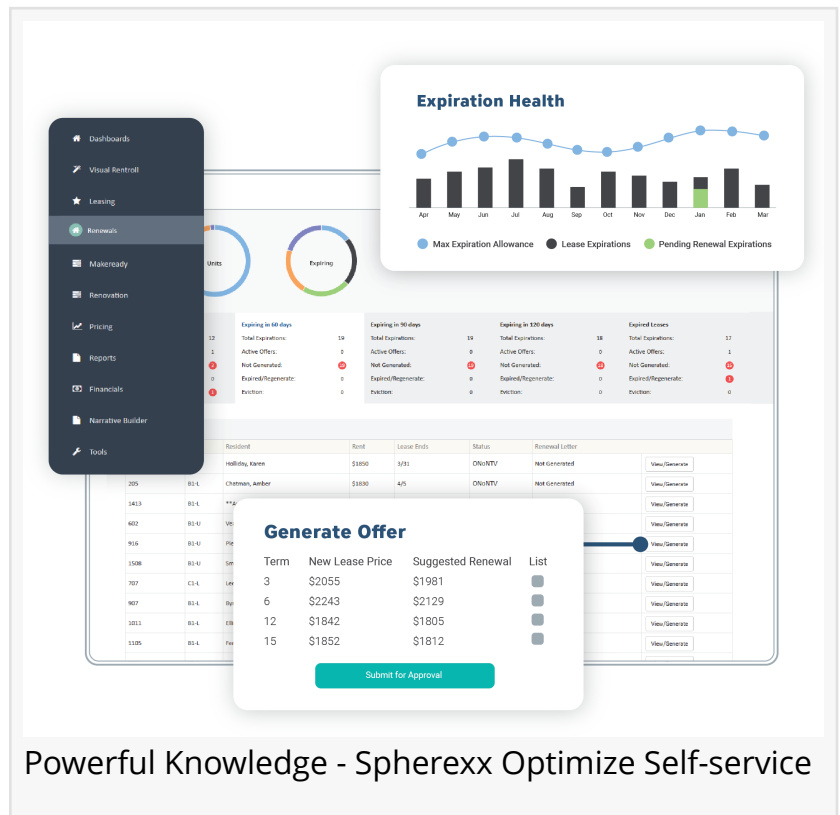 Expiration Health
Apr May Jun Jul Aug Sep Oct Nov Dec Jan Feb Mar
Max Expiration Allowance Lease Expirations Pending Renewal Expirations
Dashboards
Visual Rentroll
Leasing
Renewals
Makeready
Renovation
Pricing
Reports
Financials
Narrative Builder
Tools
Units
Expiring
Expiring in 60 days Expiring in 90 days Expiring in 120 days Expired Leases
12 Total Expirations: 19 Total Expirations: 19 Total Expirations: 18 Total Expirations: 17
1 Active Offers: 0 Active Offers: 0 Active Offers: 0 Active Offers: 1
Not Generated: Not Generated: Not Generated: Not Generated:
0 Expired/Regenerate: 0 Expired/Regenerate: 0 Expired/Regenerate: 0 Expired/Regenerate:
Eviction: 0 Eviction: 0 Eviction: 0 Eviction: 0
Resident Rent Lease Ends Status Renewal Letter
Holliday, Karen $1850 3/31 ONoNTV Not Generated View/Generate
205 B1-L Chatman, Amber $1830 4/5 ONoNTV Not Generated View/Generate
1413 B1-L View/Generate
602 B1-U View/Generate
916 B1-U View/Generate
1508 B1-U View/Generate
707 C1-L View/Generate
907 B1-L View/Generate
1011 B1-L View/Generate
1105 B1-L View/Generate
Generate Offer
Term New Lease Price Suggested Renewal List
3 $2055 $1981
6 $2243 $2129
12 $1842 $1805
15 $1852 $1812
Submit for Approval
Powerful Knowledge - Spherexx Optimize Self-service